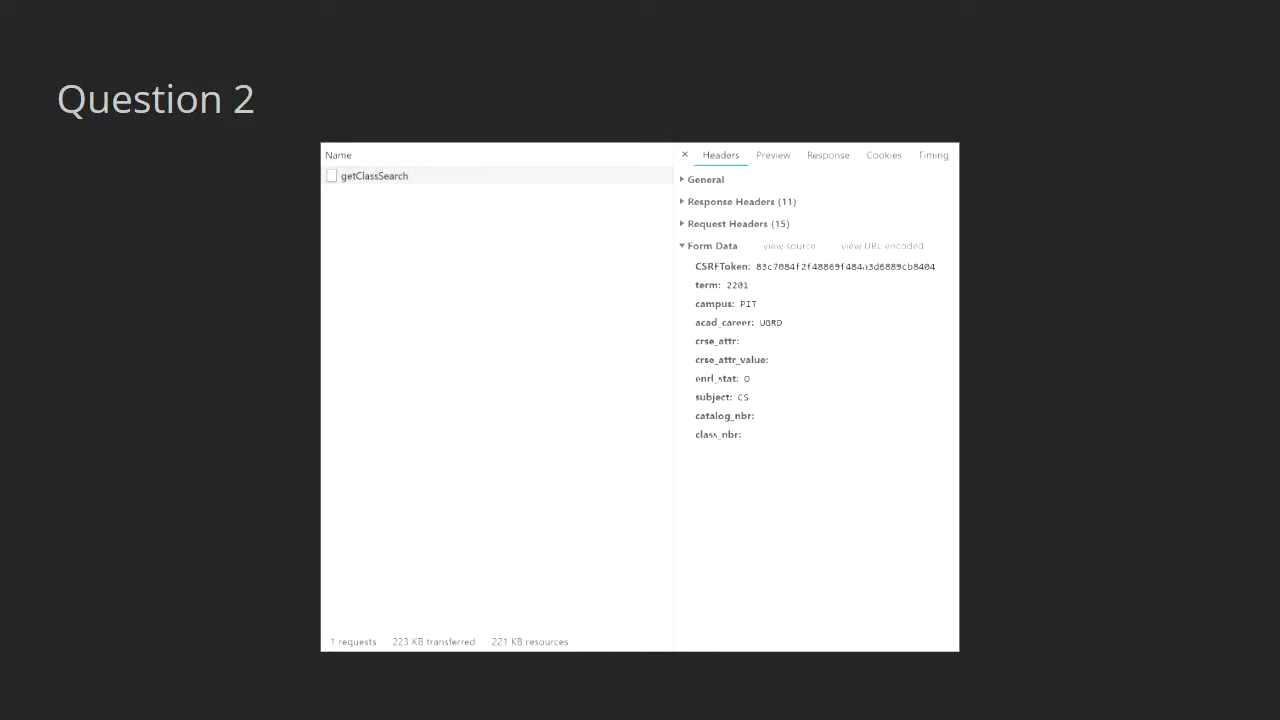 Question 2
Name
getClassSearch
1 requests 223 KB transferred 221 KB resources
× Headers Preview Response Cookies Timing
General
Response Headers (11)
Request Headers (15)
Form Data view source view URL encoded
CSRFToken:
term: 2201
campus: PIT
acad_career: UGRD
crse_attr:
crse_attr_value:
enrl_stat: O
subject: CS
catalog_nbr:
class_nbr: